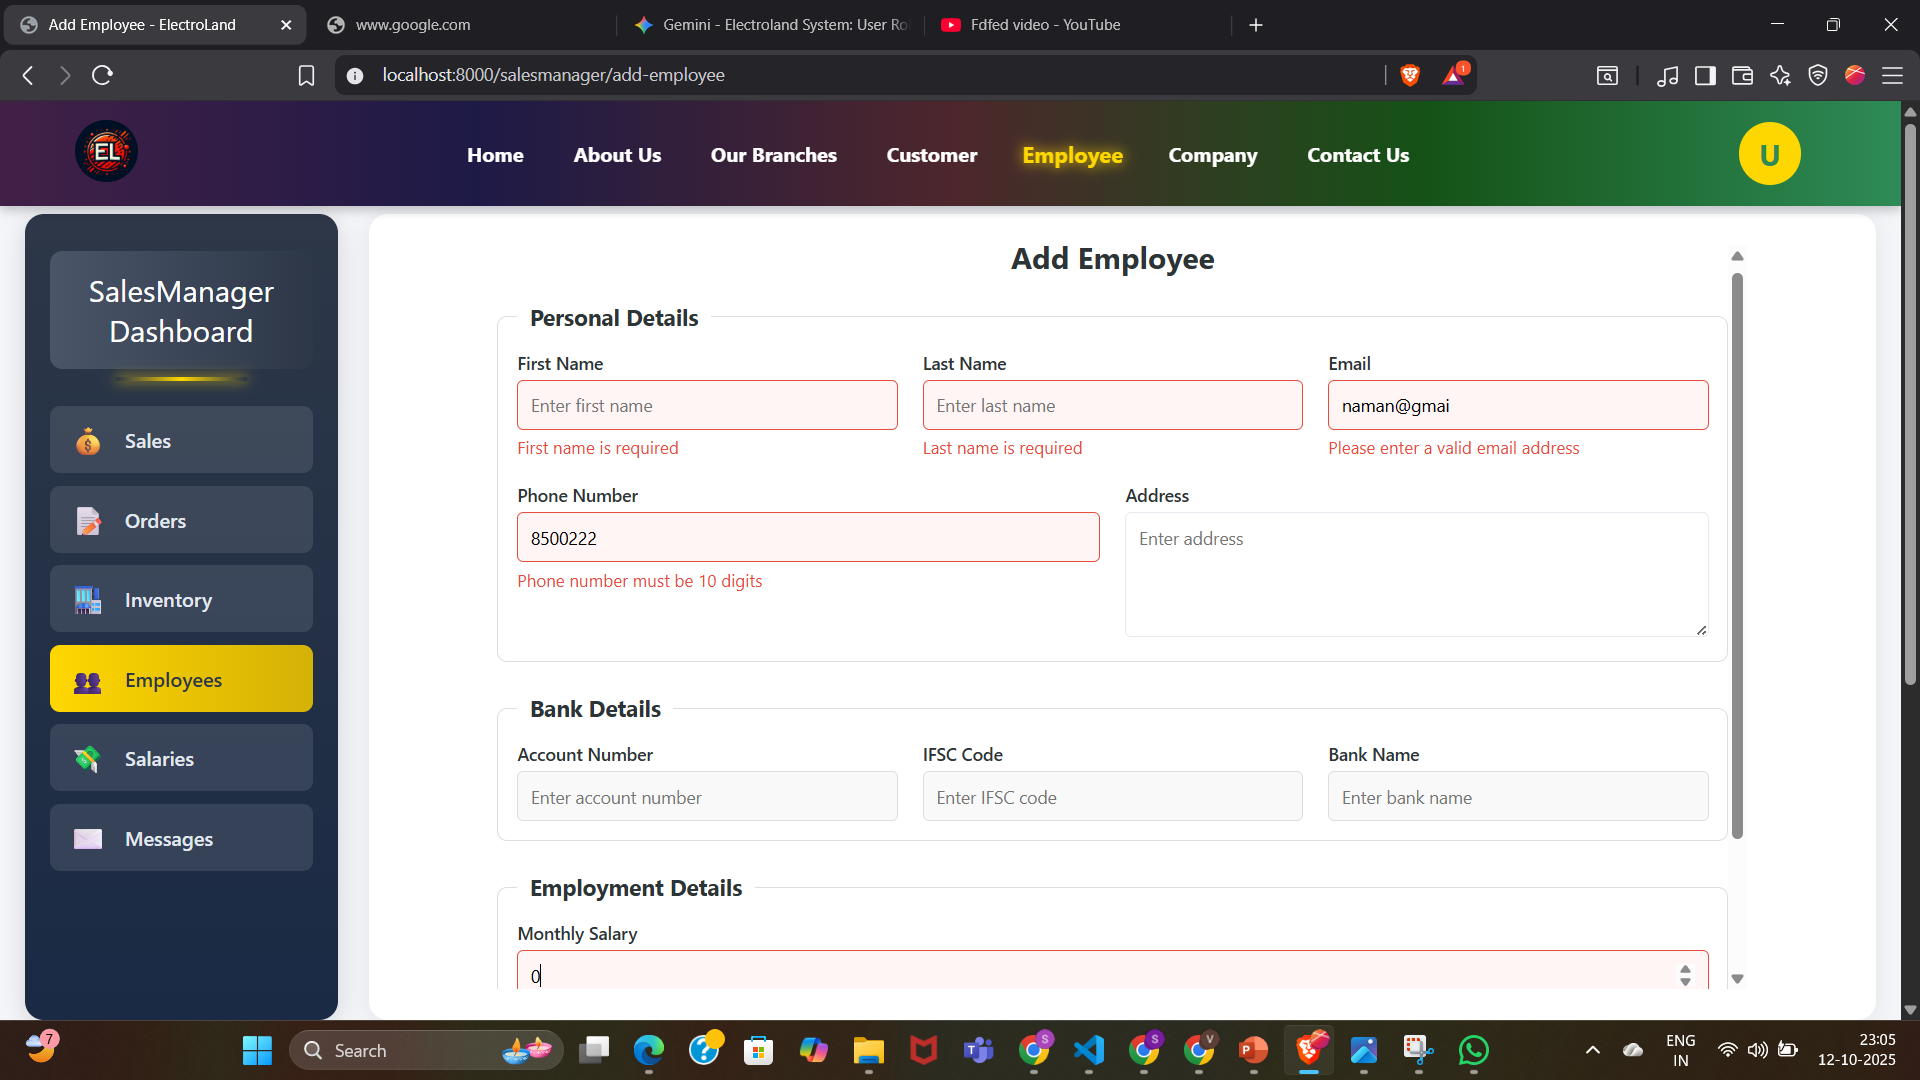 Add Employee - ElectroLand
www.google.com
Gemini - Electroland System: User Ro
Fdfed video - YouTube
localhost:8000/salesmanager/add-employee
1
EL
Home
About Us
Our Branches
Customer
Employee
Company
Contact Us
U
SalesManager
Dashboard
Sales
Orders
Inventory
Employees
Salaries
Messages
Add Employee
Personal Details
First Name
Last Name
Email
Enter first name
Enter last name
naman@gmai
First name is required
Last name is required
Please enter a valid email address
Phone Number
Address
8500222
Enter address
Phone number must be 10 digits
Bank Details
Account Number
IFSC Code
Bank Name
Enter account number
Enter IFSC code
Enter bank name
Employment Details
Monthly Salary
0
7
Search
S
S
V
ENG
IN
23:05
12-10-2025